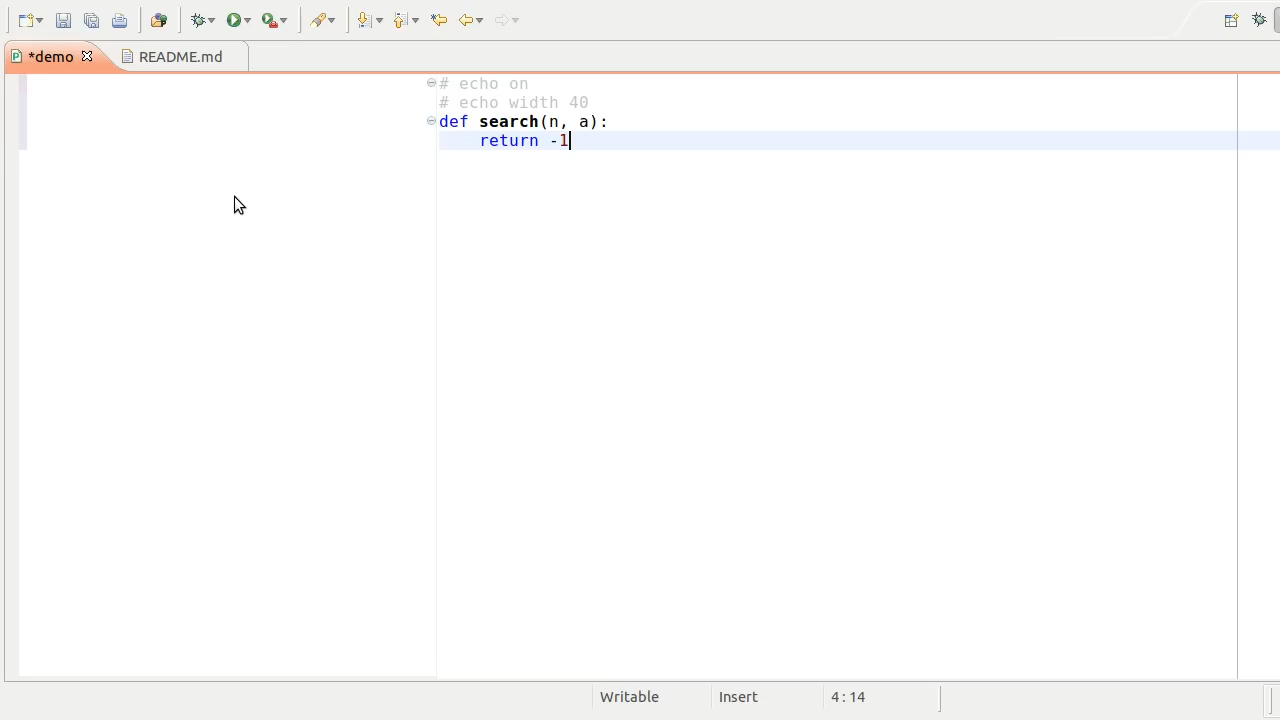 *demo
README.md
# echo on
# echo width 40
def search(n, a):
    return -1
Writable
Insert
4 : 14